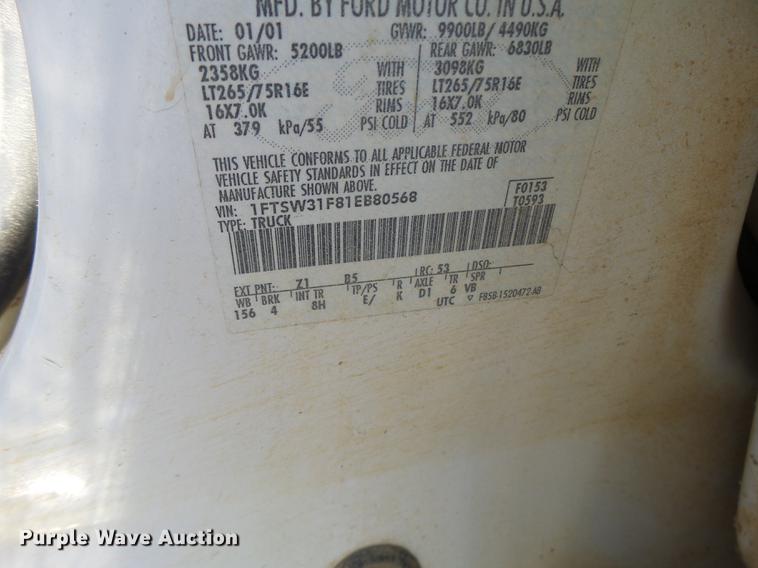 MFD. BY FORD MOTOR CO. IN U.S.A.
DATE: 01/01 GVWR: 9900LB/ 4490KG
FRONT GAWR: 5200LB REAR GAWR: 6830LB
2358KG WITH 3098KG WITH
LT265/75R16E TIRES LT265/75R16E TIRES
16X7.0K RIMS 16X7.0K RIMS
AT 379 kPa/55 PSI COLD AT 552 kPa/80 PSI COLD
THIS VEHICLE CONFORMS TO ALL APPLICABLE FEDERAL MOTOR
VEHICLE SAFETY STANDARDS IN EFFECT ON THE DATE OF
MANUFACTURE SHOWN ABOVE.
VIN: 1FTSW31F81EB80568 F0153
TYPE: TRUCK T0593
EXT PNT: Z1 B5 RC: 53 DSO:
WB BRK INT TR TP/PS R AXLE TR SPR
156 4 8H E/ K D1 6 VB
UTC F85B-1520472-AB
Purple Wave Auction